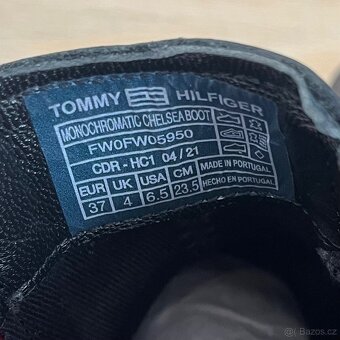 TOMMY HILFIGER
MONOCHROMATIC CHELSEA BOOT
FW0FW05950
CDR - HC1 04/21
EUR UK USA CM MADE IN PORTUGAL
37 4 6.5 23.5 HECHO EN PORTUGAL
Bazos.cz